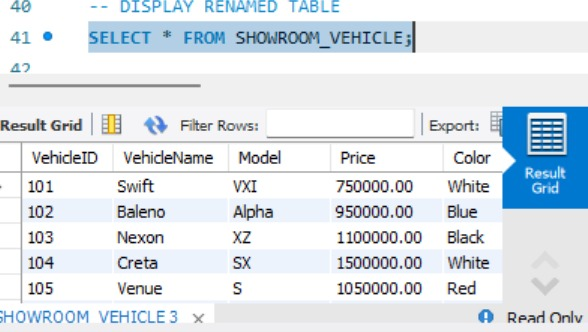 40 -- DISPLAY RENAMED TABLE
41 SELECT * FROM SHOWROOM_VEHICLE;
42
Result Grid Filter Rows: Export:
VehicleID VehicleName Model Price Color
101 Swift VXI 750000.00 White
102 Baleno Alpha 950000.00 Blue
103 Nexon XZ 1100000.00 Black
104 Creta SX 1500000.00 White
105 Venue S 1050000.00 Red
Result
Grid
SHOWROOM_VEHICLE 3 Read Only